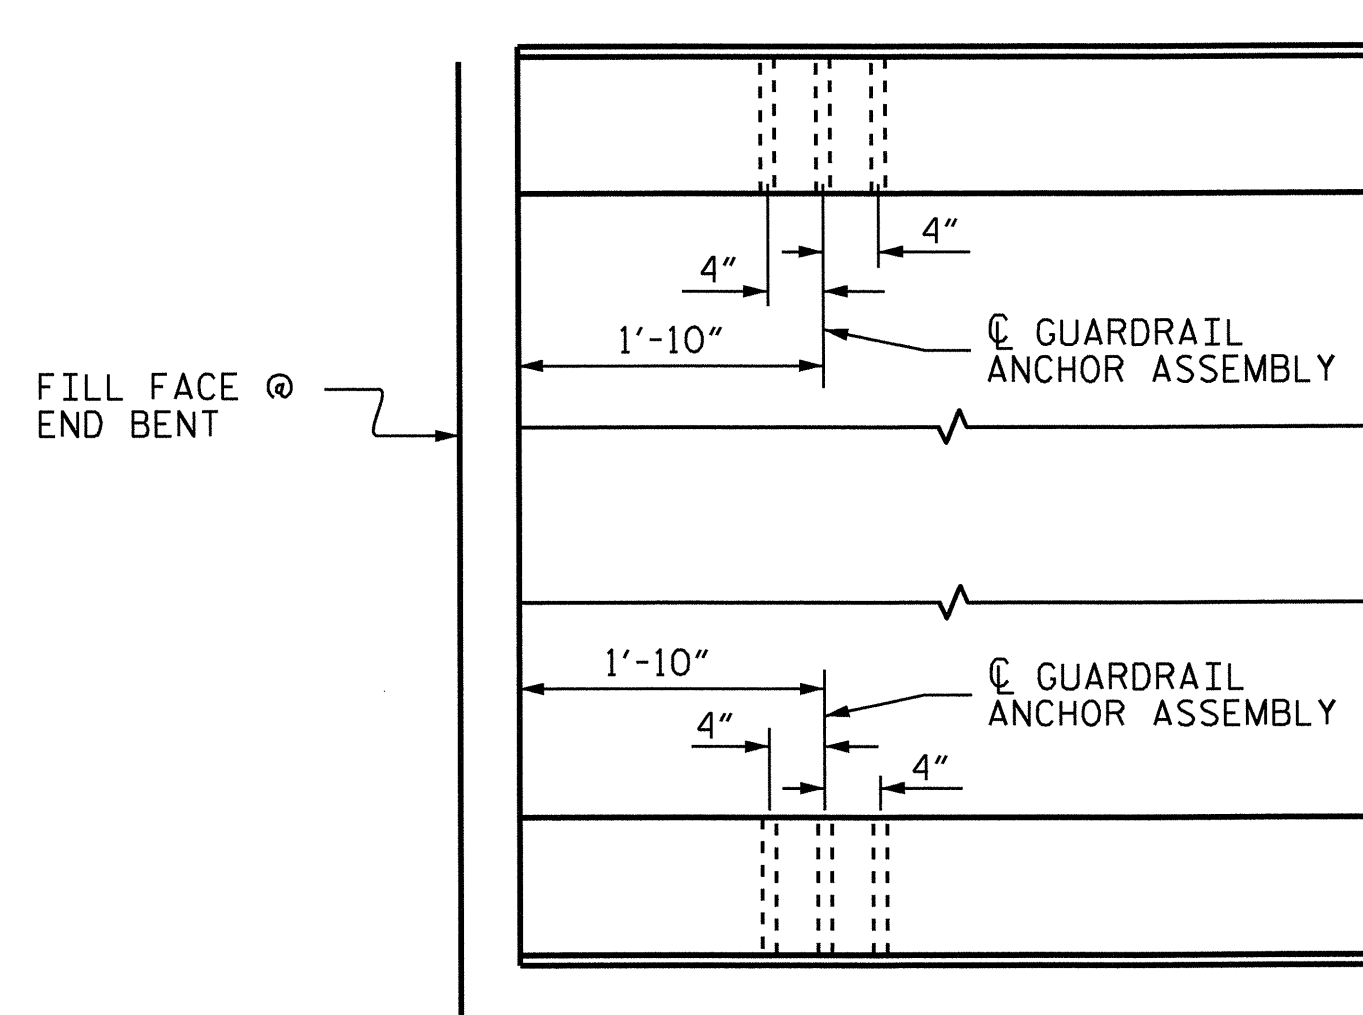 4"
4"
1'-10"
℄ GUARDRAIL
ANCHOR ASSEMBLY
FILL FACE @
END BENT
1'-10"
℄ GUARDRAIL
ANCHOR ASSEMBLY
4"
4"